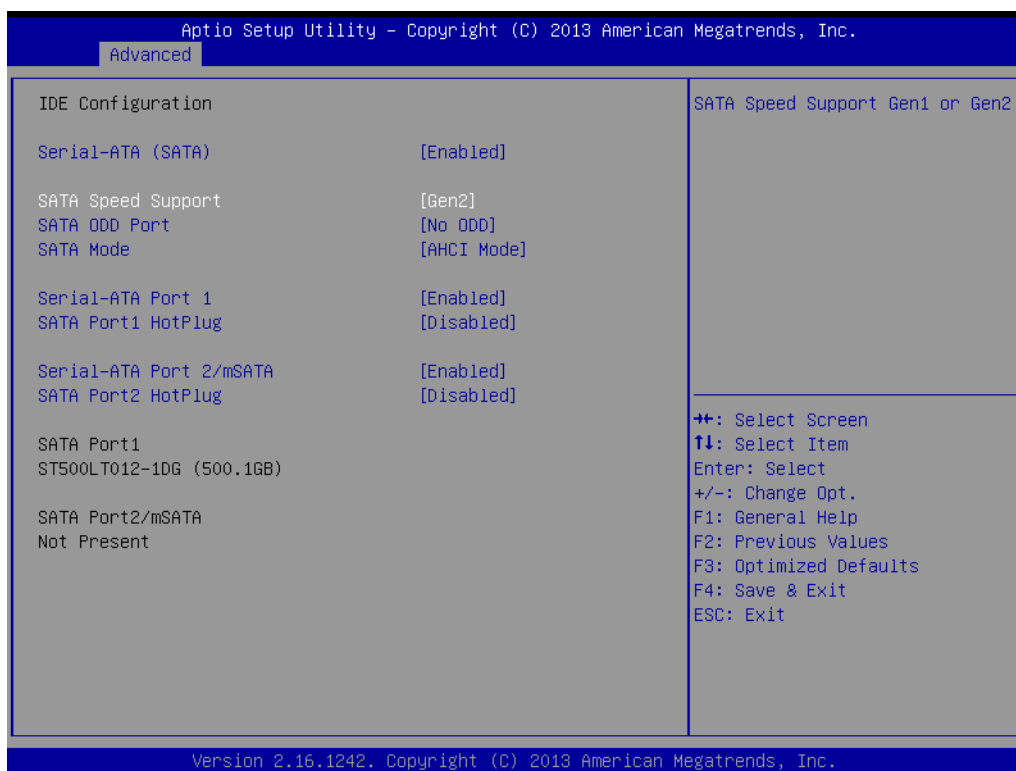 Aptio Setup Utility – Copyright (C) 2013 American Megatrends, Inc.
Advanced
IDE Configuration
Serial-ATA (SATA) [Enabled]
SATA Speed Support [Gen2]
SATA ODD Port [No ODD]
SATA Mode [AHCI Mode]
Serial-ATA Port 1 [Enabled]
SATA Port1 HotPlug [Disabled]
Serial-ATA Port 2/mSATA [Enabled]
SATA Port2 HotPlug [Disabled]
SATA Port1
ST500LT012-1DG (500.1GB)
SATA Port2/mSATA
Not Present
SATA Speed Support Gen1 or Gen2
→←: Select Screen
↑↓: Select Item
Enter: Select
+/-: Change Opt.
F1: General Help
F2: Previous Values
F3: Optimized Defaults
F4: Save & Exit
ESC: Exit
Version 2.16.1242. Copyright (C) 2013 American Megatrends, Inc.